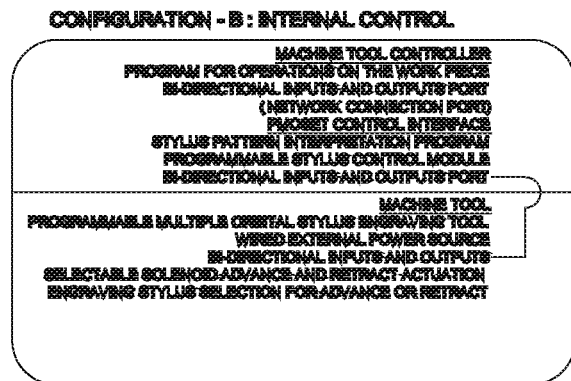 CONFIGURATION - B : INTERNAL CONTROL
MACHINE TOOL CONTROLLER
PROGRAM FOR OPERATIONS ON THE WORK PIECE
BI-DIRECTIONAL INPUTS AND OUTPUTS PORT
(NETWORK CONNECTION PORT)
PMOSET CONTROL INTERFACE
STYLUS PATTERN INTERPRETATION PROGRAM
PROGRAMMABLE STYLUS CONTROL MODULE
BI-DIRECTIONAL INPUTS AND OUTPUTS PORT
MACHINE TOOL
PROGRAMMABLE MULTIPLE ORBITAL STYLUS ENGRAVING TOOL
WIRED EXTERNAL POWER SOURCE
BI-DIRECTIONAL INPUTS AND OUTPUTS
SELECTABLE SOLENOID ADVANCE AND RETRACT ACTUATION
ENGRAVING STYLUS SELECTION FOR ADVANCE OR RETRACT